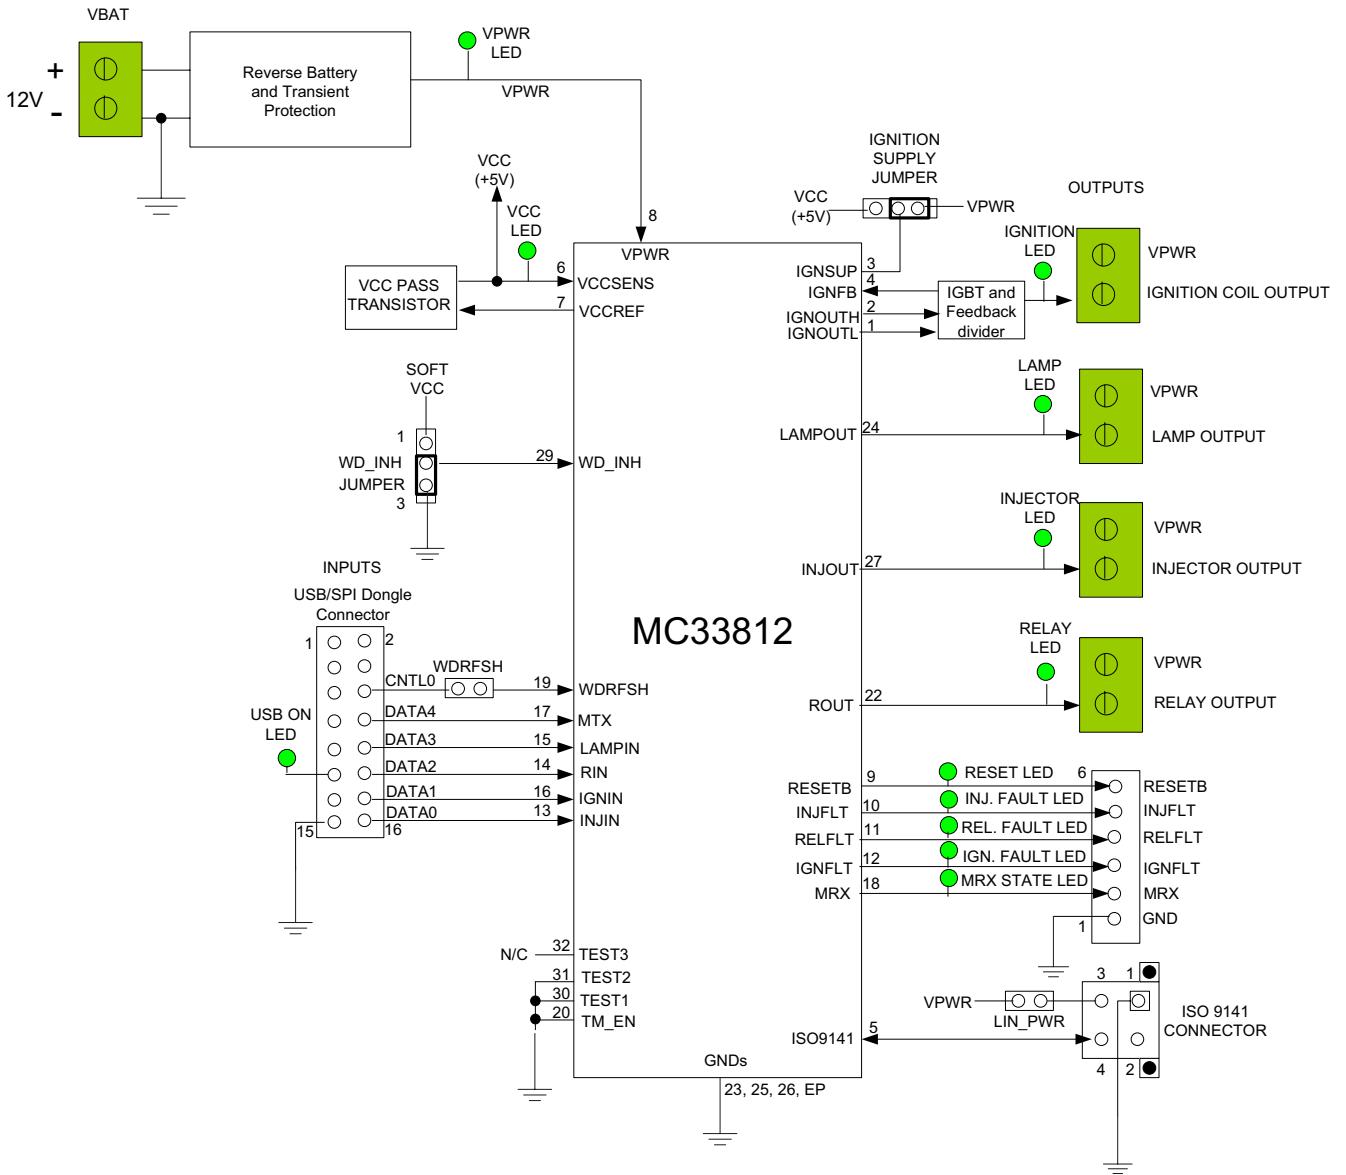 VBAT
+
12V
-
Reverse Battery
and Transient
Protection
VPWR
LED
VPWR
VCC
(+5V)
VCC
LED
8
VPWR
VCC PASS
TRANSISTOR
6
VCCSENS
7
VCCREF
SOFT
VCC
1
WD_INH
JUMPER
3
29
WD_INH
INPUTS
USB/SPI Dongle
Connector
1
2
CNTL0
WDRFSH
19
WDRFSH
USB ON
LED
DATA4
17
MTX
DATA3
15
LAMPIN
DATA2
14
RIN
DATA1
16
IGNIN
DATA0
13
INJIN
15
16
N/C
32
TEST3
31
TEST2
30
TEST1
20
TM_EN
MC33812
GNDs
23, 25, 26, EP
IGNITION
SUPPLY
JUMPER
VCC
(+5V)
VPWR
IGNSUP
3
IGNFB
4
IGNOUTH
2
IGNOUTL
1
IGBT and
Feedback
divider
OUTPUTS
IGNITION
LED
VPWR
IGNITION COIL OUTPUT
LAMP
LED
LAMPOUT
24
VPWR
LAMP OUTPUT
INJECTOR
LED
INJOUT
27
VPWR
INJECTOR OUTPUT
RELAY
LED
ROUT
22
VPWR
RELAY OUTPUT
RESETB
9
RESET LED
6
RESETB
INJFLT
10
INJ. FAULT LED
INJFLT
RELFLT
11
REL. FAULT LED
RELFLT
IGNFLT
12
IGN. FAULT LED
IGNFLT
MRX
18
MRX STATE LED
MRX
1
GND
VPWR
LIN_PWR
3
1
ISO 9141
CONNECTOR
ISO9141
5
4
2